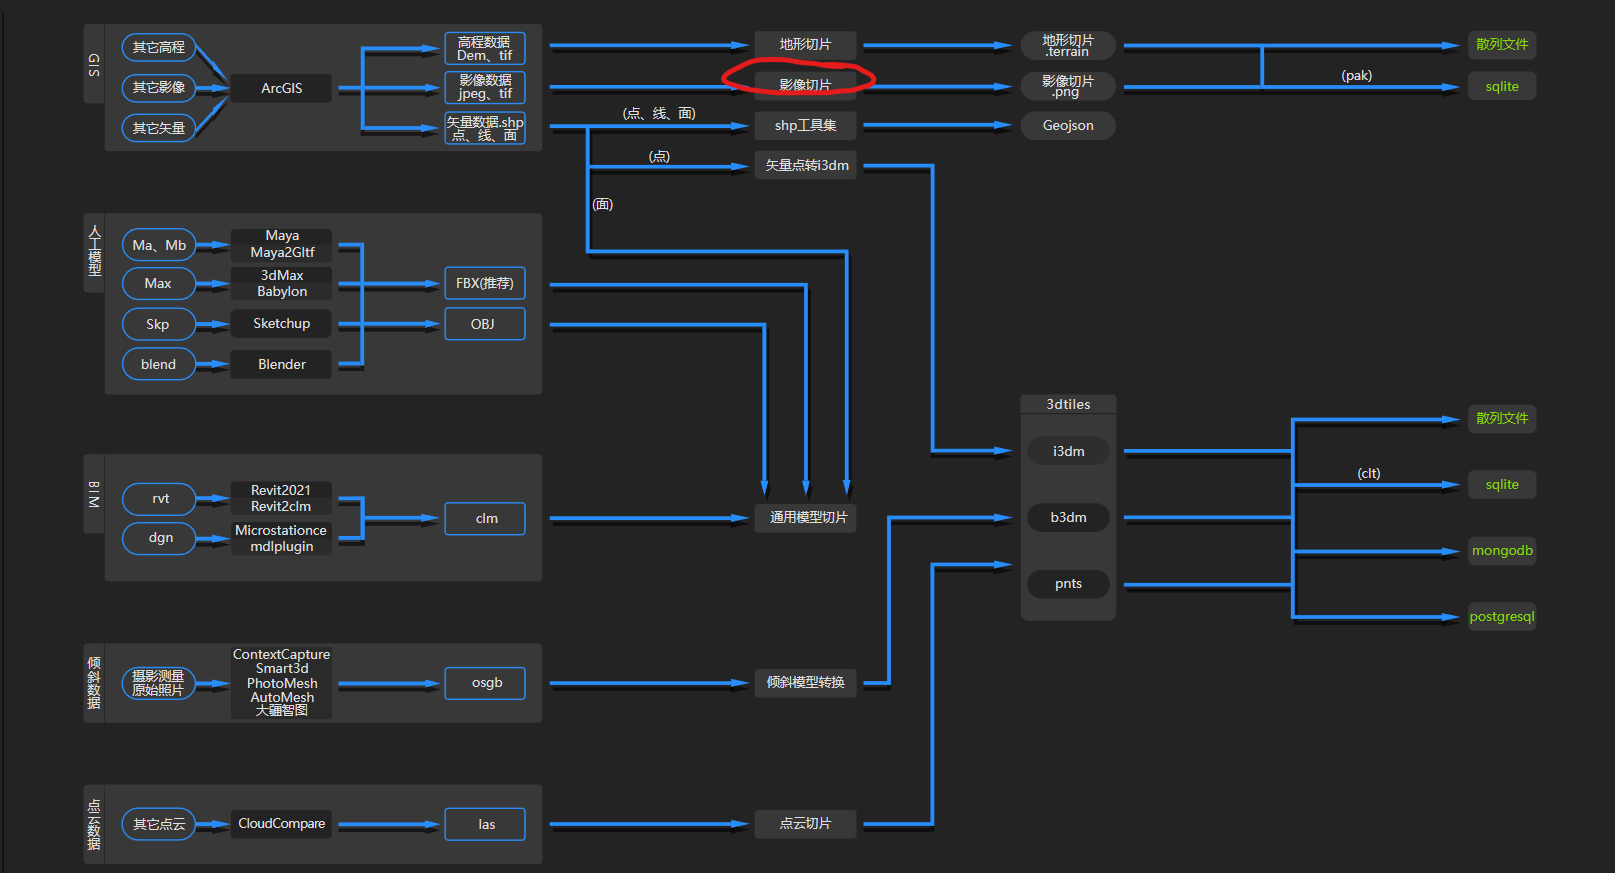 GIS
其它高程
其它影像
其它矢量
ArcGIS
高程数据
Dem、tif
影像数据
jpeg、tif
矢量数据.shp
点、线、面
地形切片
影像切片
(点、线、面)
shp工具集
(点)
矢量点转i3dm
(面)
地形切片
.terrain
影像切片
.png
Geojson
(pak)
散列文件
sqlite
人工模型
Ma、Mb
Maya
Maya2Gltf
Max
3dMax
Babylon
Skp
Sketchup
blend
Blender
FBX(推荐)
OBJ
BIM
rvt
Revit2021
Revit2clm
dgn
Microstationce
mdlplugin
clm
通用模型切片
3dtiles
i3dm
b3dm
pnts
散列文件
(clt)
sqlite
mongodb
postgresql
倾斜数据
摄影测量
原始照片
ContextCapture
Smart3d
PhotoMesh
AutoMesh
大疆智图
osgb
倾斜模型转换
点云数据
其它点云
CloudCompare
las
点云切片